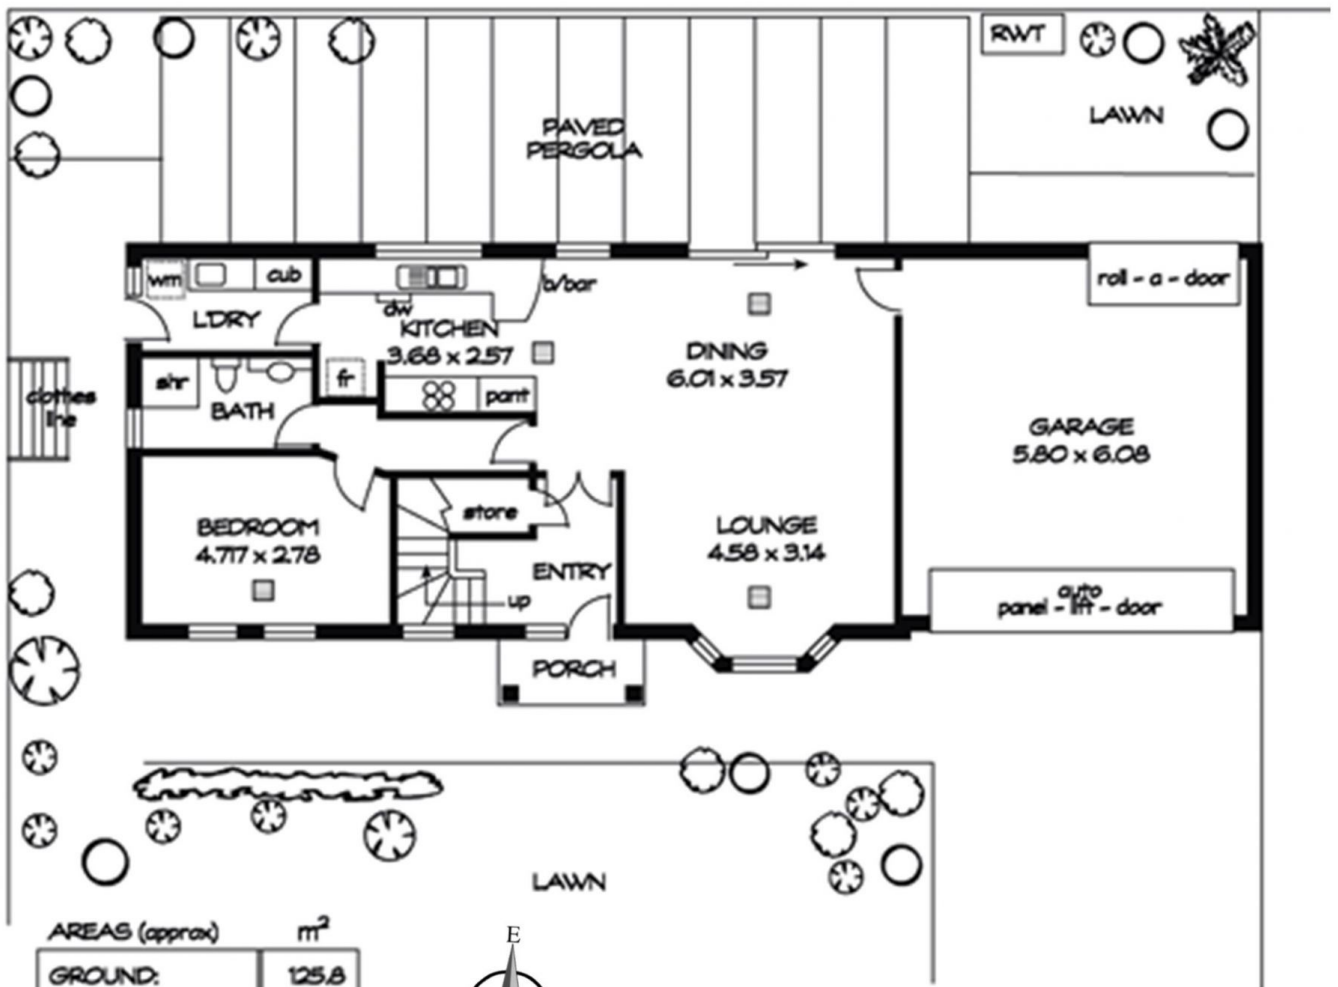 RWT
LAWN
PAVED
PERGOLA
wm
cub
b/bar
roll - a - door
L'DRY
dw
KITCHEN
3.68 x 2.57
DINING
6.01 x 3.57
shr
fr
pant
clothes
line
BATH
GARAGE
5.80 x 6.08
BEDROOM
4.717 x 2.78
store
LOUNGE
4.58 x 3.14
ENTRY
up
auto
panel - lift - door
PORCH
LAWN
AREAS (approx) m²
GROUND: 125.8
E